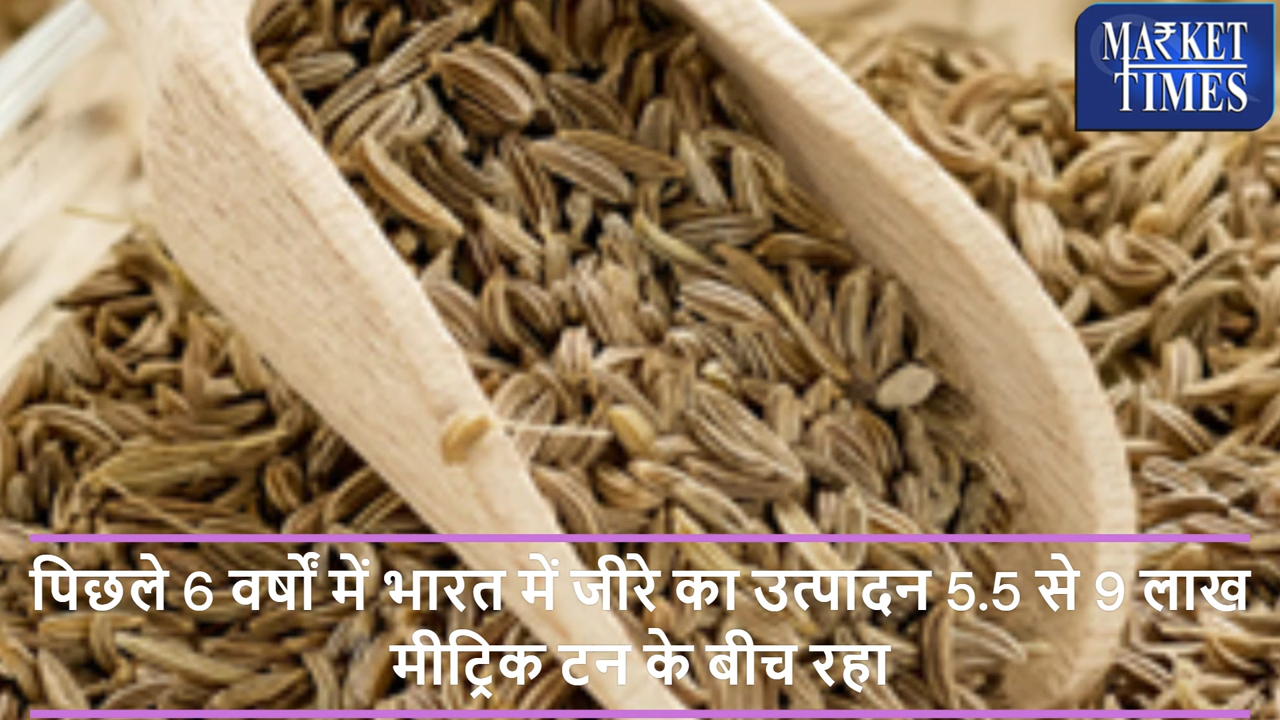 MARKET
TIMES
पिछले 6 वर्षों में भारत में जीरे का उत्पादन 5.5 से 9 लाख
मीट्रिक टन के बीच रहा